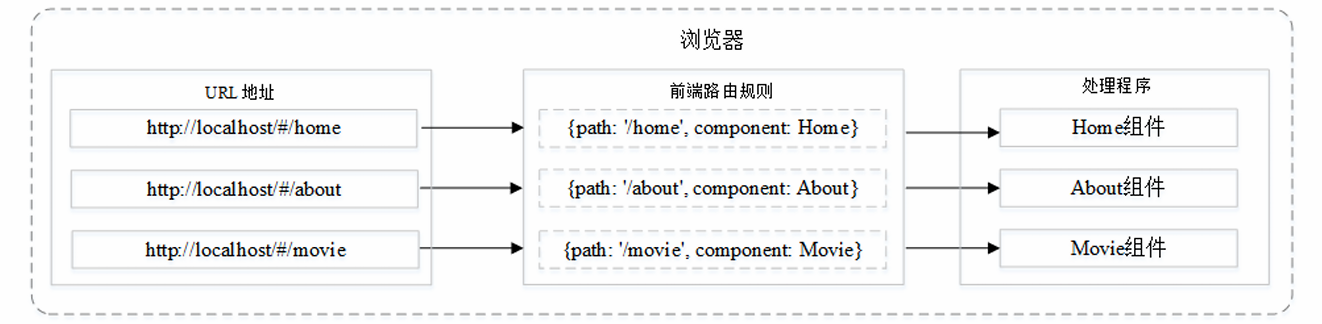 浏览器
URL 地址
http://localhost/#/home
http://localhost/#/about
http://localhost/#/movie
前端路由规则
{path: '/home', component: Home}
{path: '/about', component: About}
{path: '/movie', component: Movie}
处理程序
Home组件
About组件
Movie组件